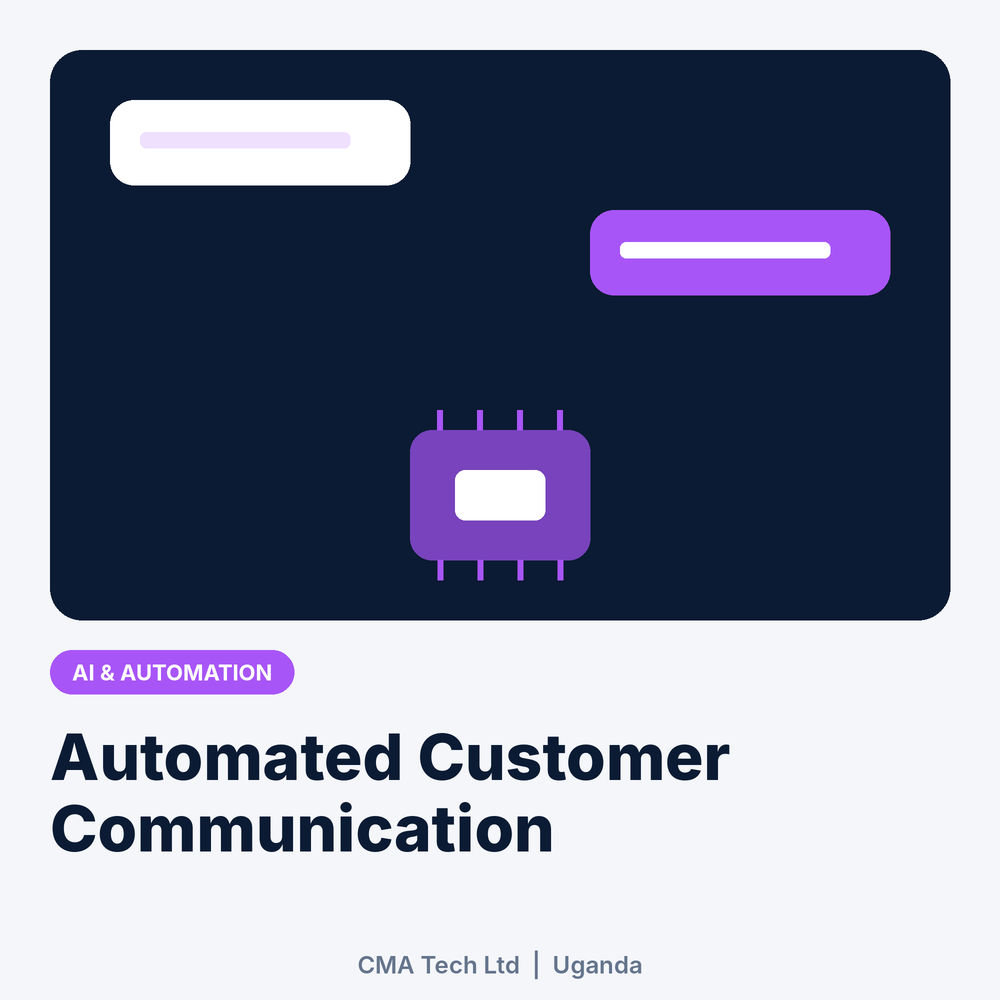 AI & AUTOMATION
Automated Customer
Communication
CMA Tech Ltd | Uganda